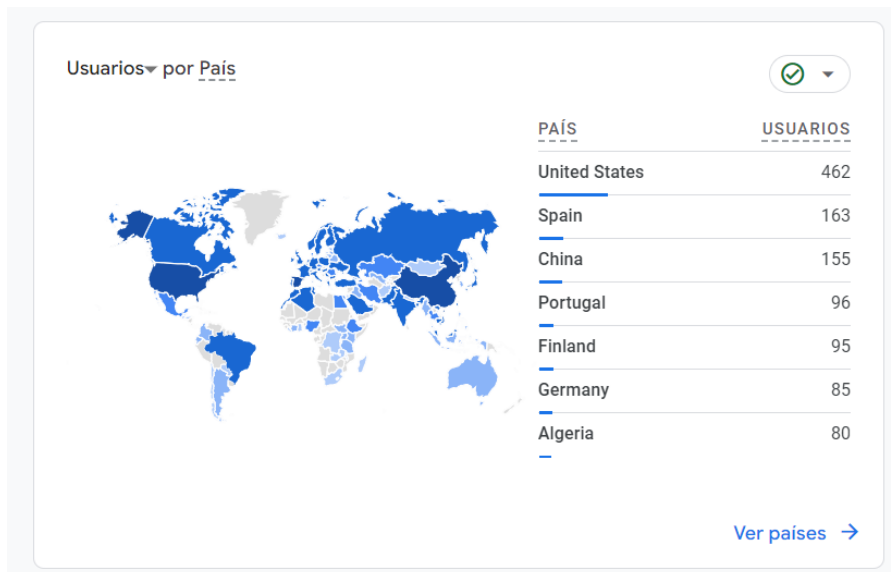 Usuarios por País
PAÍS USUARIOS
United States 462
Spain 163
China 155
Portugal 96
Finland 95
Germany 85
Algeria 80
Ver países